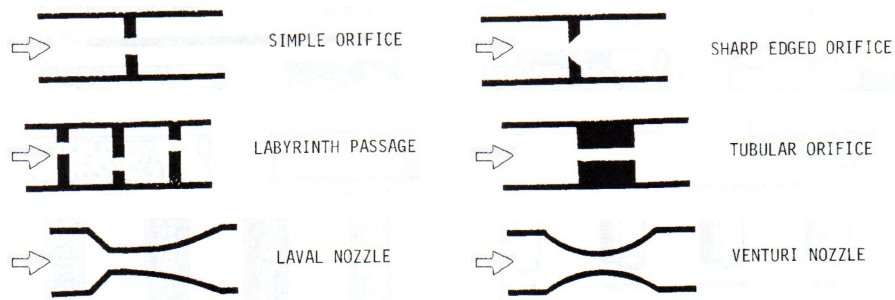 SIMPLE ORIFICE
SHARP EDGED ORIFICE
LABYRINTH PASSAGE
TUBULAR ORIFICE
LAVAL NOZZLE
VENTURI NOZZLE